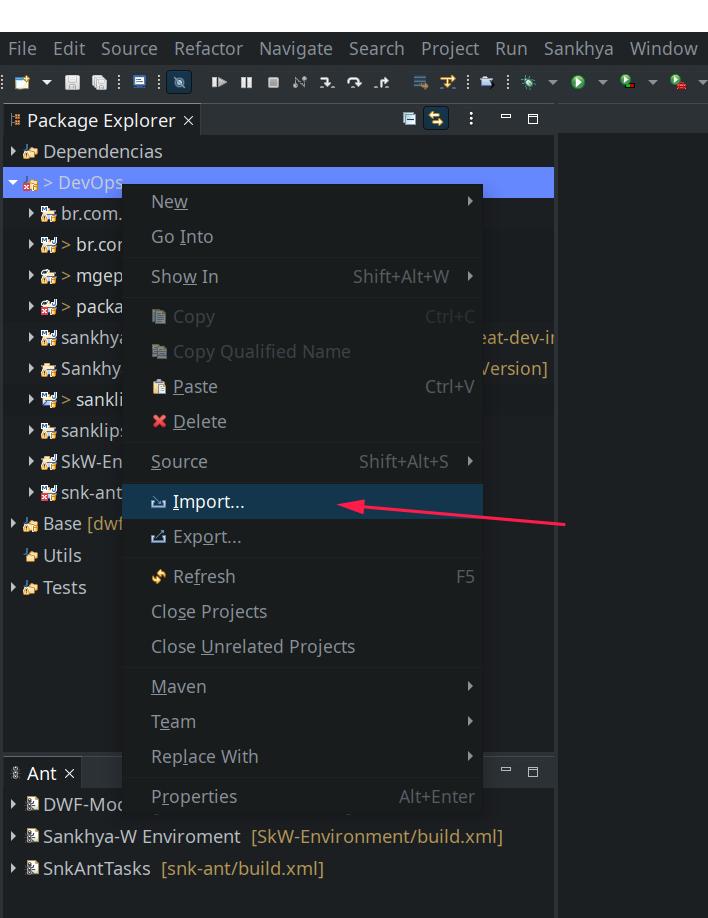 File Edit Source Refactor Navigate Search Project Run Sankhya Window
Package Explorer
Dependencias
> DevOps
New
br.com.
Go Into
> br.cor
Show In Shift+Alt+W
> mgep
> packa
Copy Ctrl+C
sankhya
eat-dev-in
Copy Qualified Name
Sankhy
Version]
Paste Ctrl+V
> sankli
Delete
sanklips
Source Shift+Alt+S
SkW-En
snk-ant
Import...
Base [dwf
Export...
Utils
Refresh F5
Tests
Close Projects
Close Unrelated Projects
Maven
Team
Replace With
Ant
Properties Alt+Enter
DWF-Mod
Sankhya-W Enviroment [SkW-Environment/build.xml]
SnkAntTasks [snk-ant/build.xml]